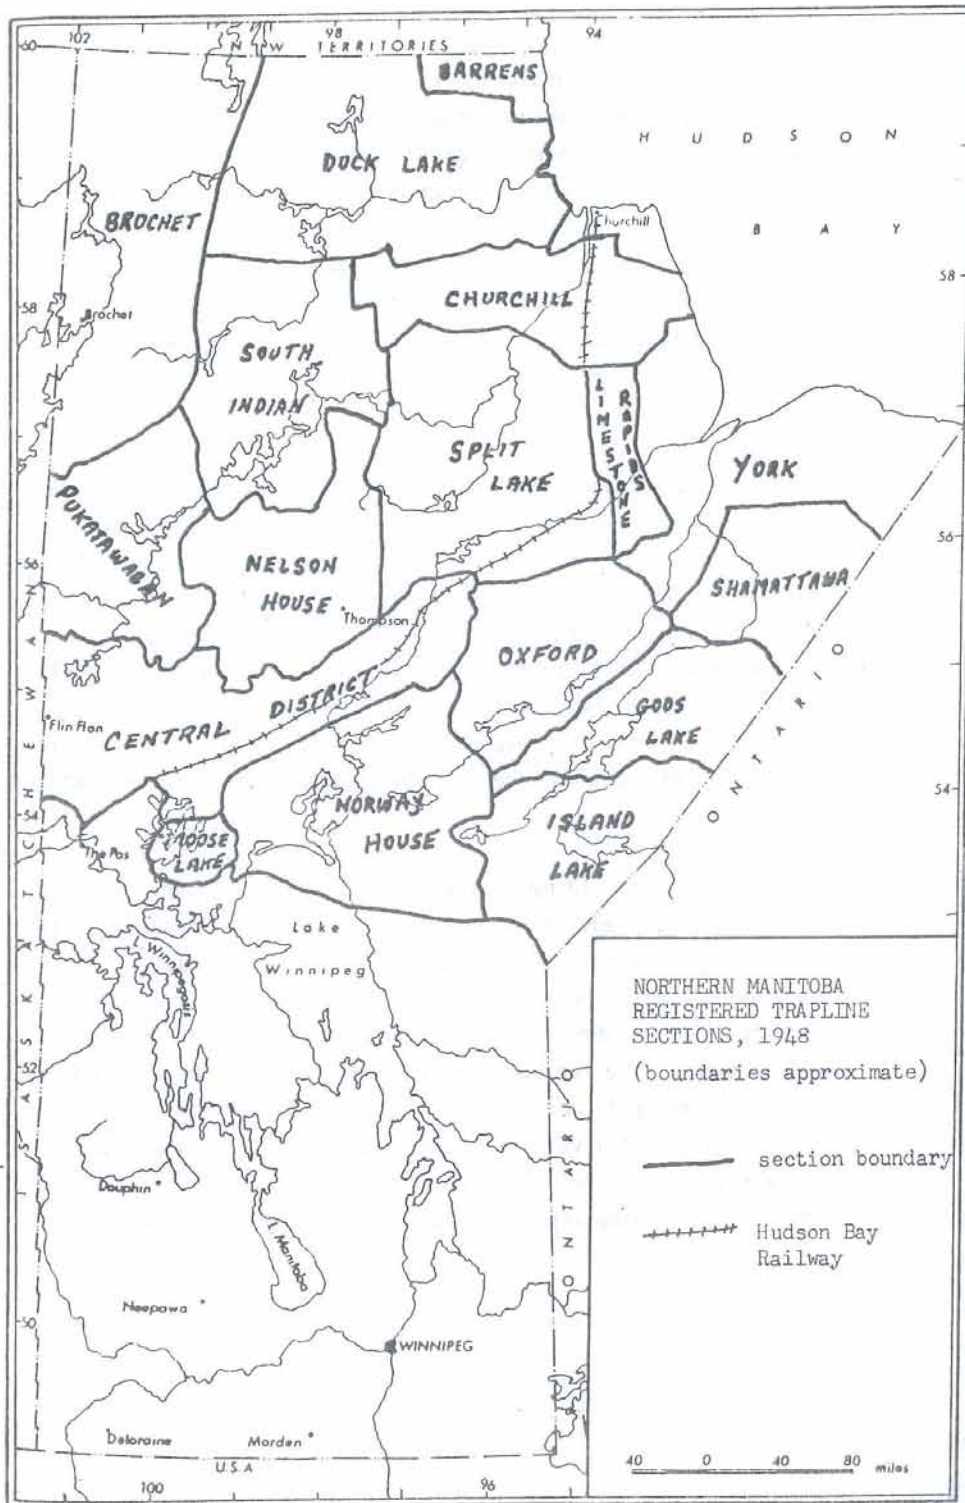 102
98
94
60
N W TERRITORIES
BARRENS
HUDSON
DUCK LAKE
BROCHET
Churchill
BAY
58
58
CHURCHILL
Brochet
SOUTH
INDIAN
LIMESTONE
RAPIDS
SPLIT
LAKE
YORK
PUKATAWAGAN
56
56
NELSON
HOUSE
Thompson
SHAMATTAWA
OXFORD
DISTRICT
CENTRAL
Flin Flon
GODS
LAKE
ONTARIO
54
NORWAY
HOUSE
ISLAND
LAKE
MOOSE
LAKE
The Pas
SASKATCHEWAN
Lake
Winnipeg
L. Winnipegosis
52
NORTHERN MANITOBA
REGISTERED TRAPLINE
SECTIONS, 1948
(boundaries approximate)
section boundary
Hudson Bay
Railway
ONTARIO
Dauphin
L. Manitoba
Neepawa
50
WINNIPEG
Deloraine
Morden
U.S.A
100
96
40 0 40 80 miles